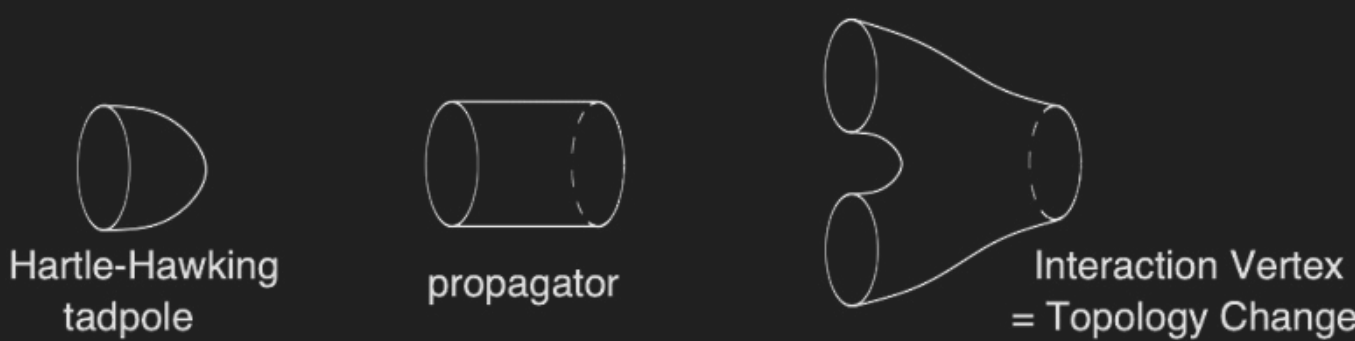 Hartle-Hawking
tadpole
propagator
Interaction Vertex
= Topology Change